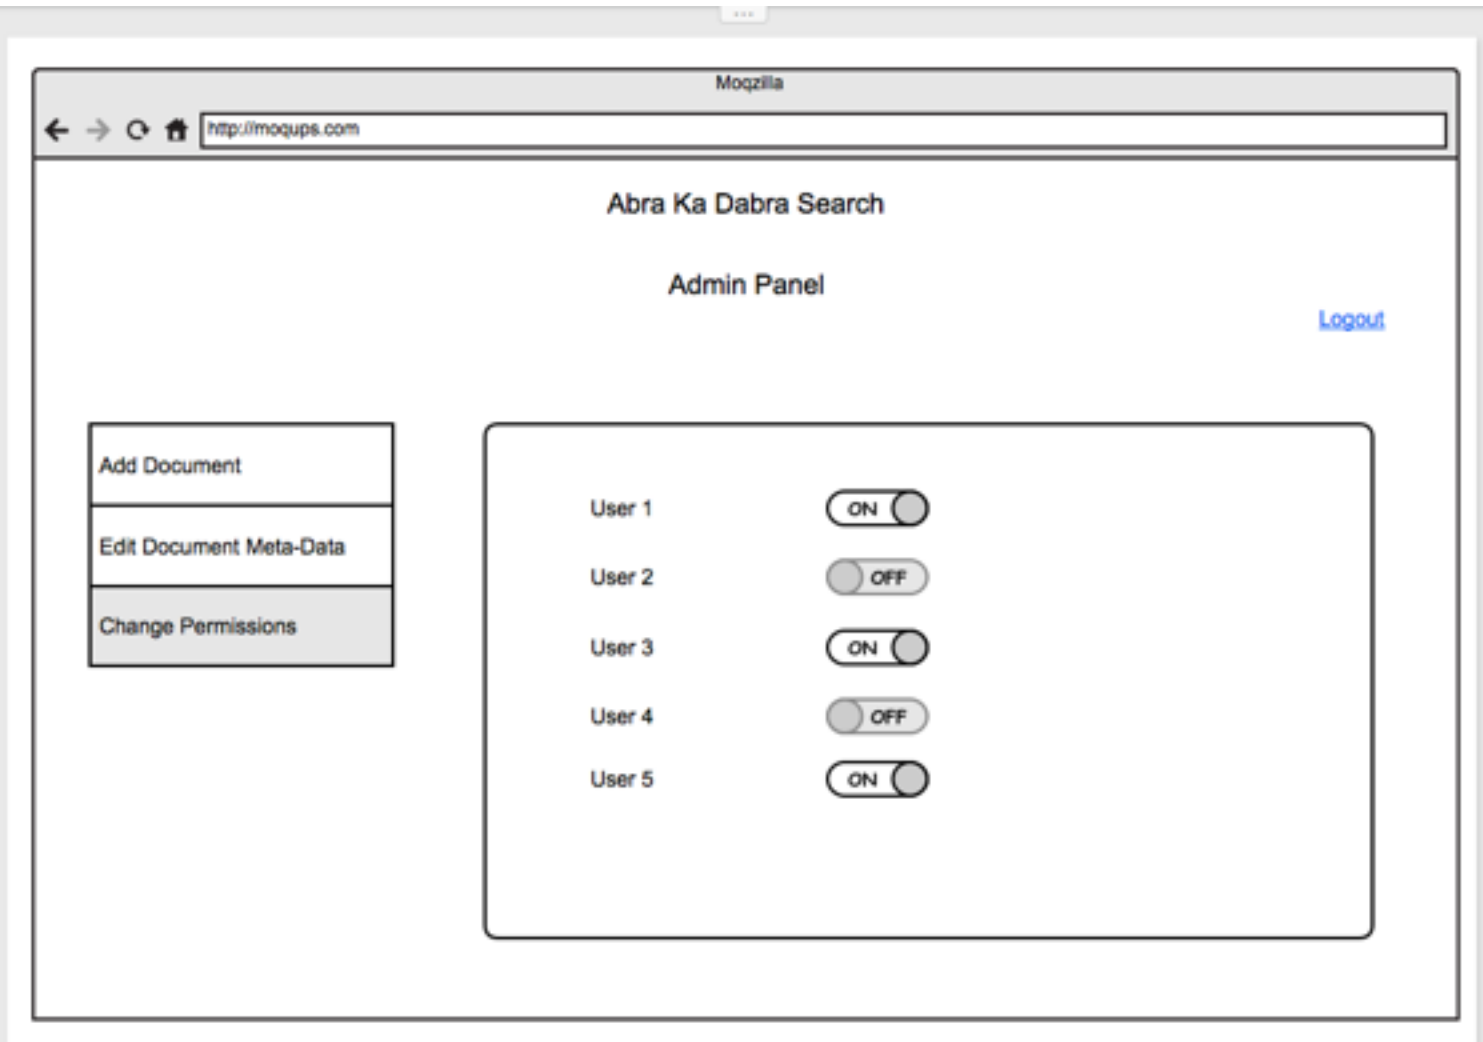 Moqzilla
http://moqups.com
Abra Ka Dabra Search
Admin Panel
Logout
Add Document
Edit Document Meta-Data
Change Permissions
User 1 ON
User 2 OFF
User 3 ON
User 4 OFF
User 5 ON